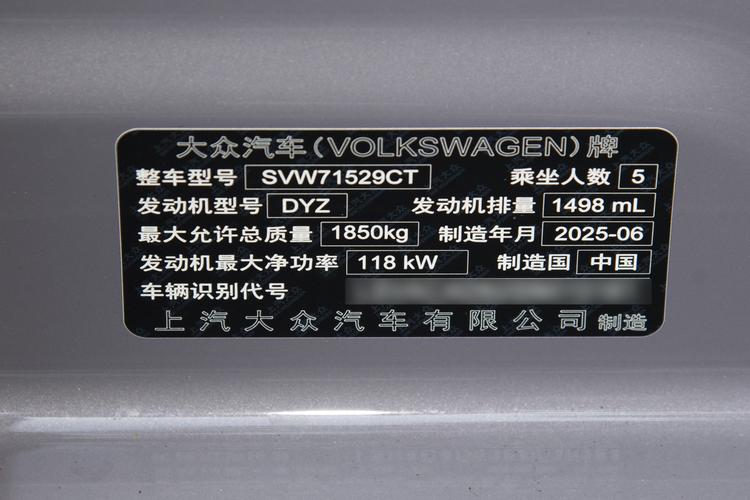 大众汽车(VOLKSWAGEN)牌
整车型号 SVW71529CT 乘坐人数 5
发动机型号 DYZ 发动机排量 1498 mL
最大允许总质量 1850kg 制造年月 2025-06
发动机最大净功率 118 kW 制造国 中国
车辆识别代号
上汽大众汽车有限公司 制造